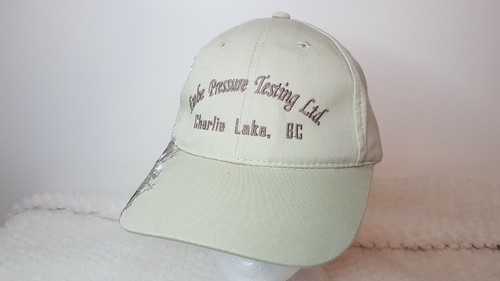 Pressure Testing Ltd.
Charlie Lake, BC